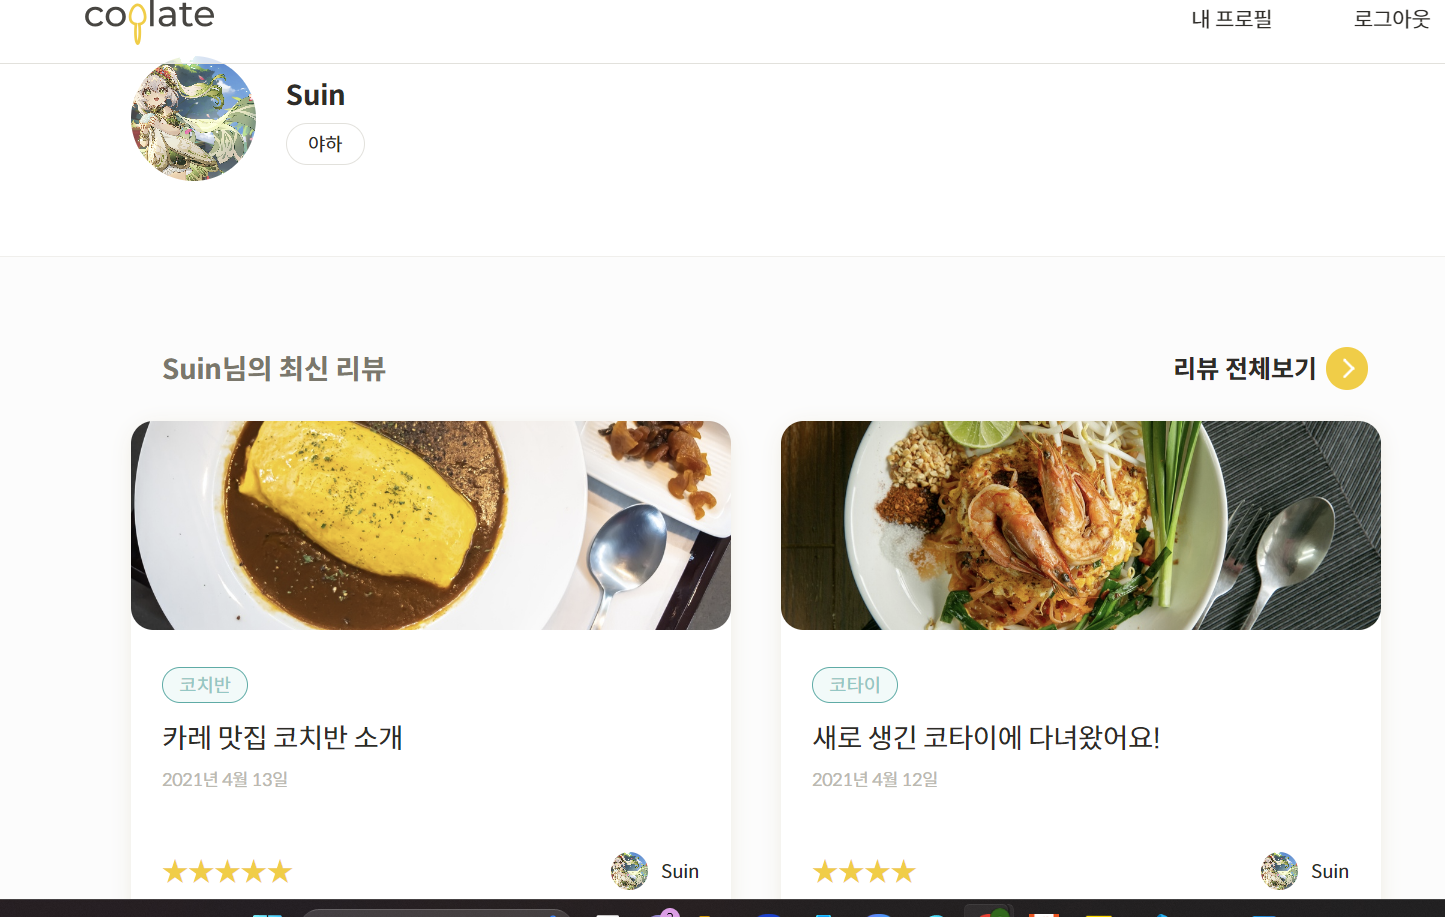 coplate
내 프로필
로그아웃
Suin
야하
Suin님의 최신 리뷰
리뷰 전체보기
코치반
카레 맛집 코치반 소개
2021년 4월 13일
★★★★★
Suin
코타이
새로 생긴 코타이에 다녀왔어요!
2021년 4월 12일
★★★★
Suin